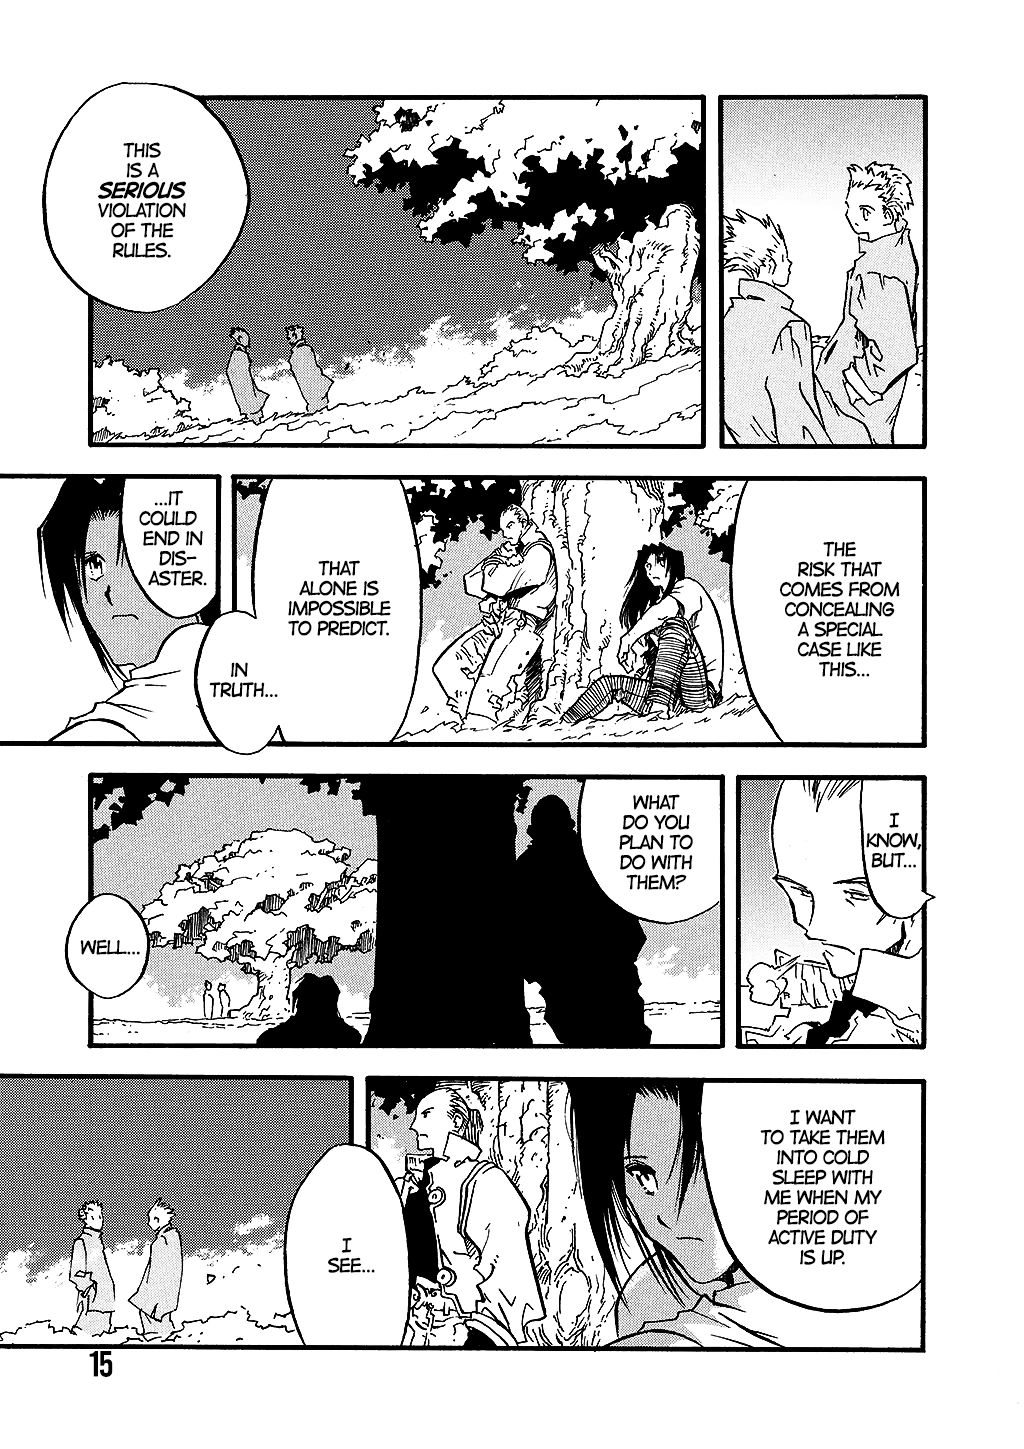 THIS
IS A
SERIOUS
VIOLATION
OF THE
RULES.
THE
RISK THAT
COMES FROM
CONCEALING
A SPECIAL
CASE LIKE
THIS...
THAT
ALONE IS
IMPOSSIBLE
TO PREDICT.
IN
TRUTH...
...IT
COULD
END IN
DIS-
ASTER.
I
KNOW,
BUT...
WHAT
DO YOU
PLAN TO
DO WITH
THEM?
WELL...
I WANT
TO TAKE THEM
INTO COLD
SLEEP WITH
ME WHEN MY
PERIOD OF
ACTIVE DUTY
IS UP.
I
SEE...
15